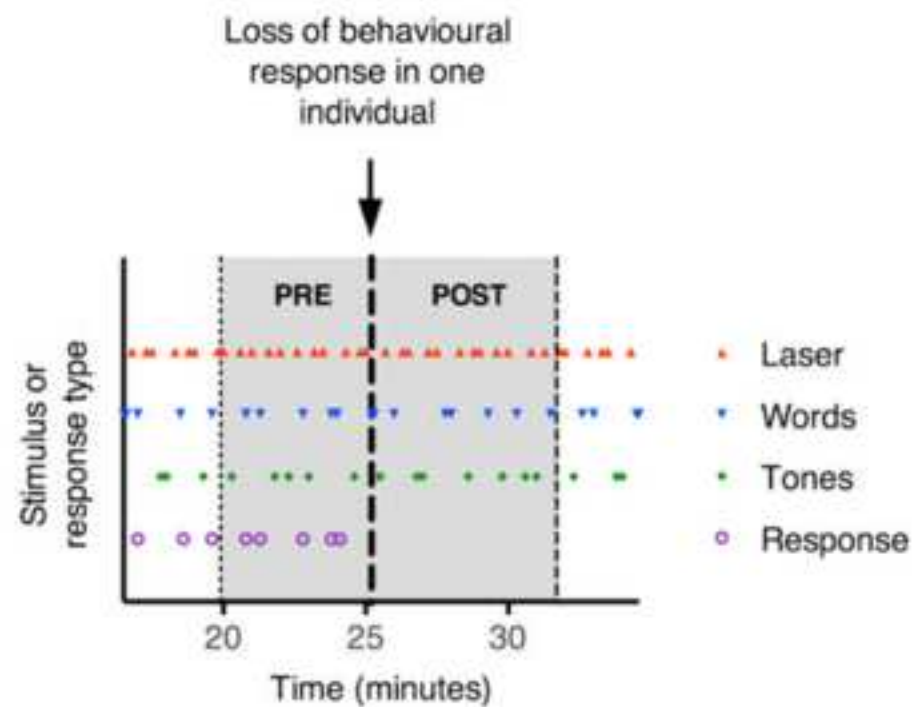 Loss of behavioural
response in one
individual
PRE
POST
Stimulus or
response type
Laser
Words
Tones
Response
20
25
30
Time (minutes)